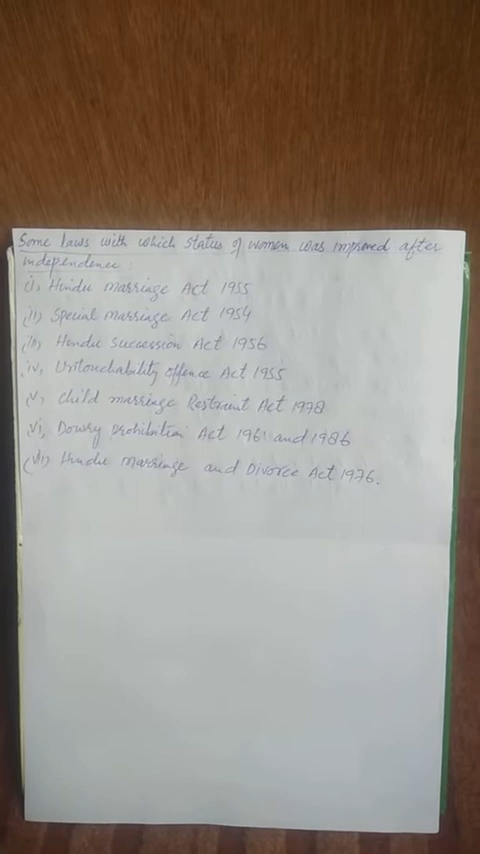 Some laws with which status of women was improved after
independence :
(i) Hindu marriage Act 1955
(ii) Special marriage Act 1954
(iii) Hindu Succession Act 1956
(iv) Untouchability offence Act 1955
(v) Child marriage Restraint Act 1978
(vi) Dowry prohibition Act 1961 and 1986
(vii) Hindu marriage and Divorce Act 1976.